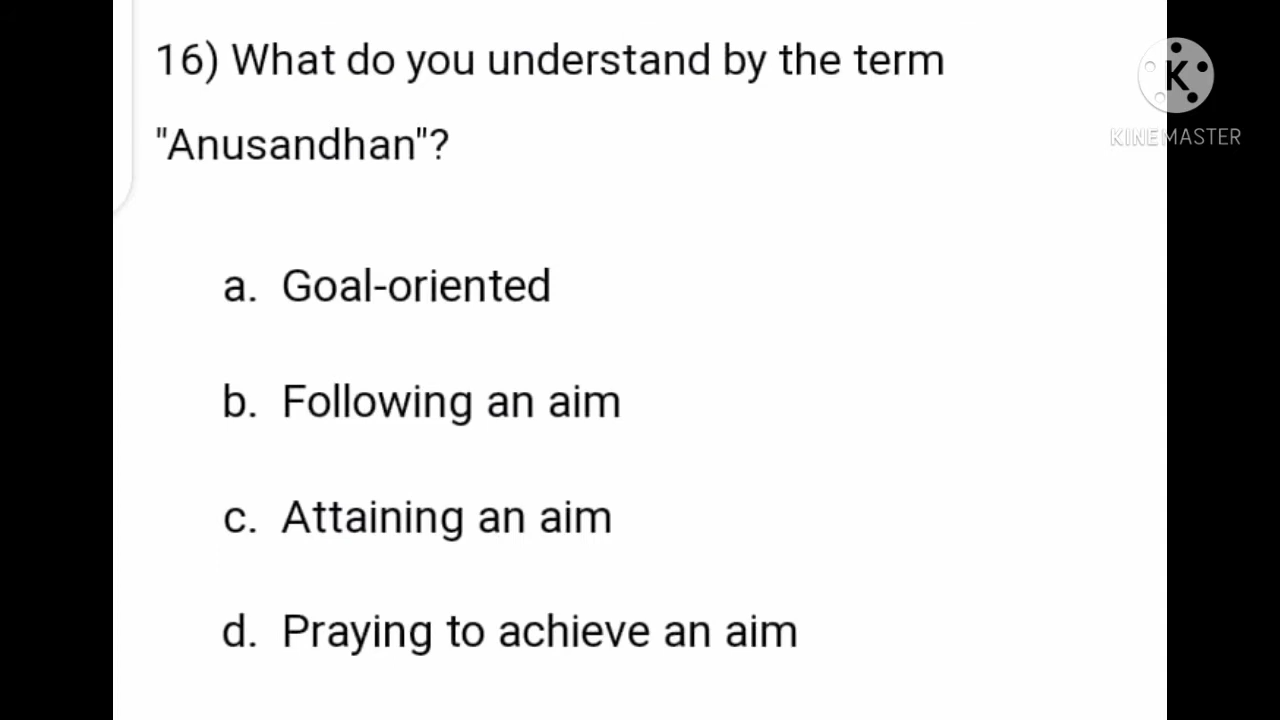 16) What do you understand by the term
"Anusandhan"?
a. Goal-oriented
b. Following an aim
c. Attaining an aim
d. Praying to achieve an aim
K
KINEMASTER